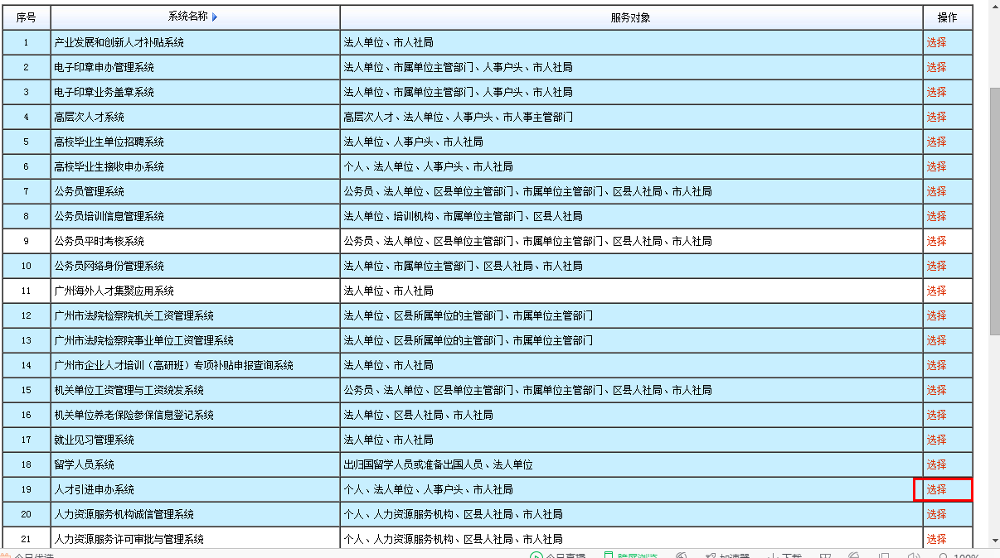 序号 系统名称 服务对象 操作
1 产业发展和创新人才补贴系统 法人单位、市人社局 选择
2 电子印章申办管理系统 法人单位、市属单位主管部门、人事户头、市人社局 选择
3 电子印章业务盖章系统 法人单位、市属单位主管部门、人事户头、市人社局 选择
4 高层次人才系统 高层次人才、法人单位、人事户头、市人事主管部门 选择
5 高校毕业生单位招聘系统 法人单位、人事户头、市人社局 选择
6 高校毕业生接收申办系统 个人、法人单位、人事户头、市人社局 选择
7 公务员管理系统 公务员、法人单位、区县单位主管部门、市属单位主管部门、区县人社局、市人社局 选择
8 公务员培训信息管理系统 法人单位、培训机构、市属单位主管部门、区县人社局 选择
9 公务员平时考核系统 公务员、法人单位、区县单位主管部门、市属单位主管部门、区县人社局、市人社局 选择
10 公务员网络身份管理系统 法人单位、市属单位主管部门、区县人社局、市人社局 选择
11 广州海外人才集聚应用系统 法人单位、市人社局 选择
12 广州市法院检察院机关工资管理系统 法人单位、区县所属单位的主管部门、市属单位主管部门 选择
13 广州市法院检察院事业单位工资管理系统 法人单位、区县所属单位的主管部门、市属单位主管部门 选择
14 广州市企业人才培训（高研班）专项补贴申报查询系统 法人单位、市人社局 选择
15 机关单位工资管理与工资统发系统 公务员、法人单位、区县单位主管部门、市属单位主管部门、区县人社局、市人社局 选择
16 机关单位养老保险参保信息登记系统 法人单位、区县人社局、市人社局 选择
17 就业见习管理系统 法人单位、市人社局 选择
18 留学人员系统 出归国留学人员或准备出国人员、法人单位 选择
19 人才引进申办系统 个人、法人单位、人事户头、市人社局 选择
20 人力资源服务机构诚信管理系统 个人、人力资源服务机构、区县人社局、市人社局 选择
21 人力资源服务许可审批与管理系统 个人、人力资源服务机构、区县人社局、市人社局 选择
今日优选 今日直播 跨屏浏览 加速器 下载 100%